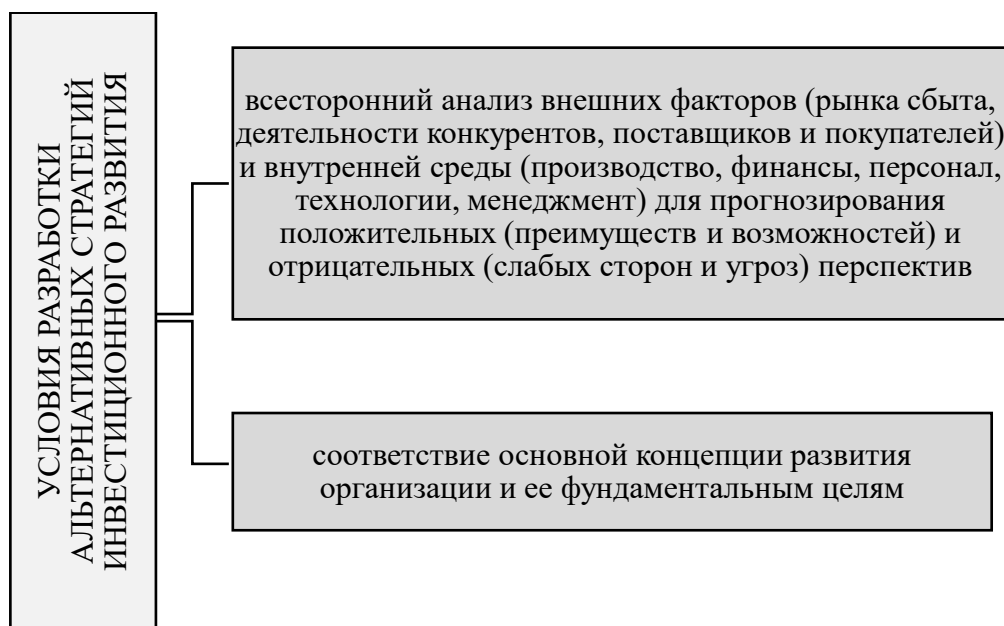 УСЛОВИЯ РАЗРАБОТКИ
АЛЬТЕРНАТИВНЫХ СТРАТЕГИЙ
ИНВЕСТИЦИОННОГО РАЗВИТИЯ
всесторонний анализ внешних факторов (рынка сбыта,
деятельности конкурентов, поставщиков и покупателей)
и внутренней среды (производство, финансы, персонал,
технологии, менеджмент) для прогнозирования
положительных (преимуществ и возможностей) и
отрицательных (слабых сторон и угроз) перспектив
соответствие основной концепции развития
организации и ее фундаментальным целям